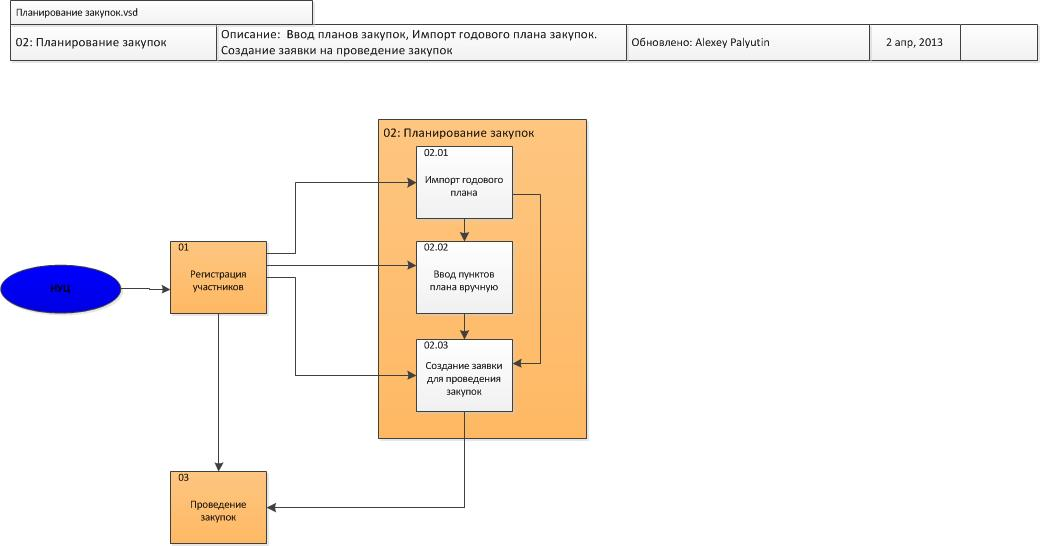 Планирование закупок.vsd
02: Планирование закупок
Описание: Ввод планов закупок, Импорт годового плана закупок.
Создание заявки на проведение закупок
Обновлено: Alexey Palyutin
2 апр, 2013
02: Планирование закупок
02.01
Импорт годового
плана
01
Регистрация
участников
02.02
Ввод пунктов
плана вручную
02.03
Создание заявки
для проведения
закупок
03
Проведение
закупок